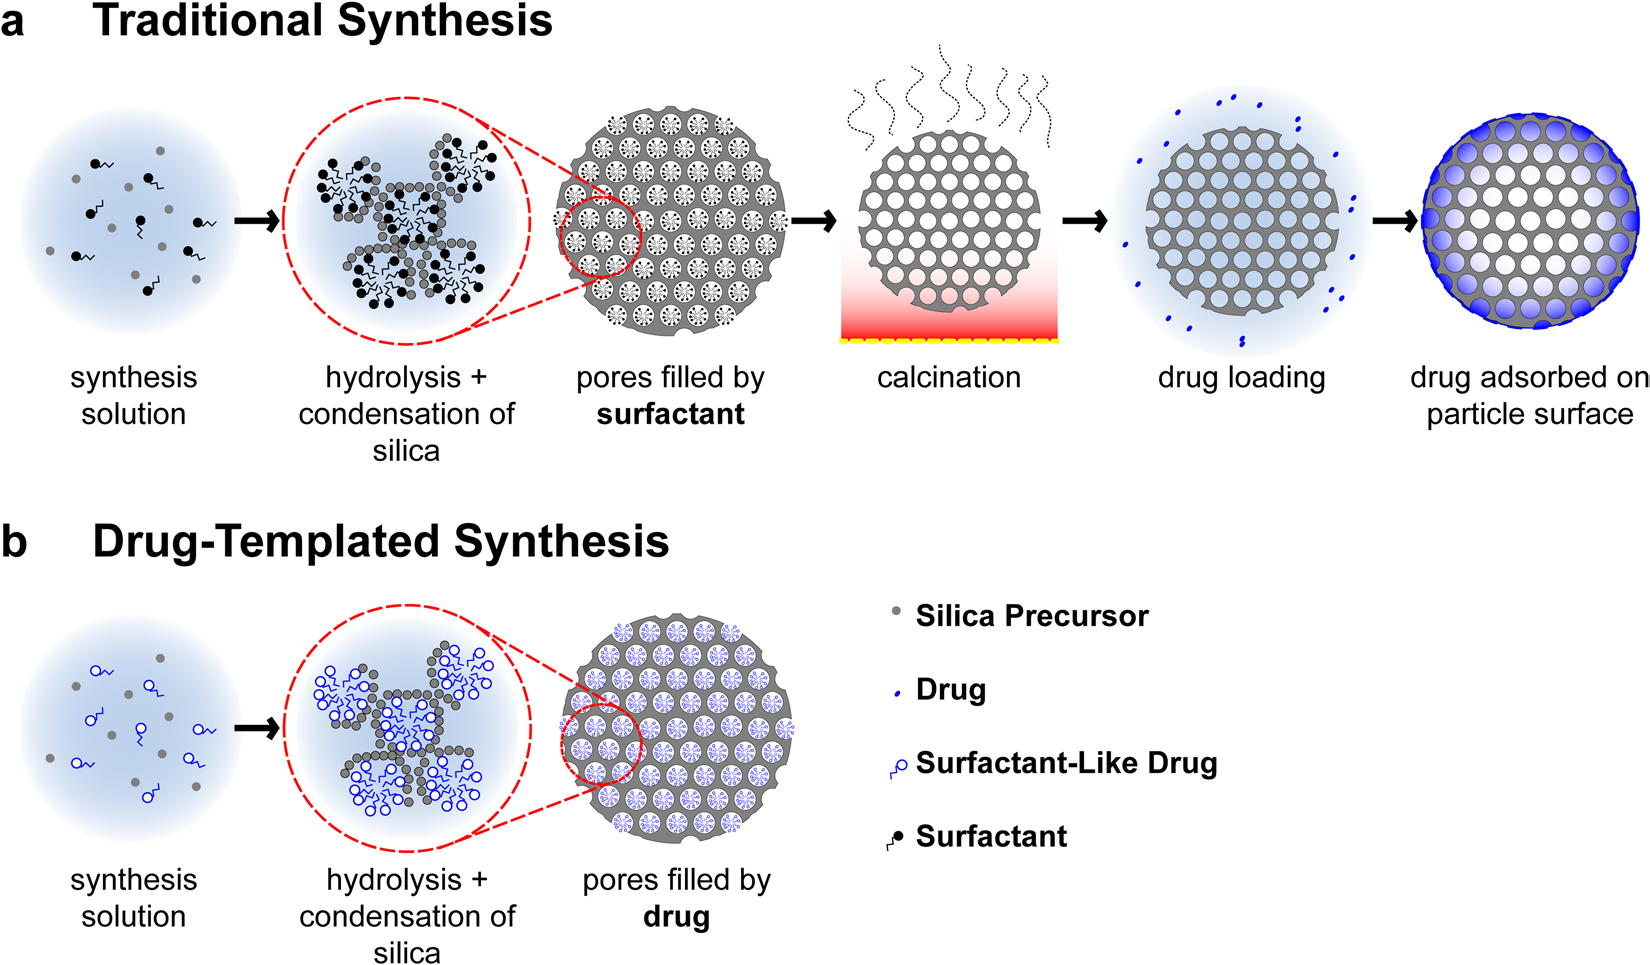 a Traditional Synthesis
synthesis
solution
hydrolysis +
condensation of
silica
pores filled by
surfactant
calcination
drug loading
drug adsorbed on
particle surface
b Drug-Templated Synthesis
synthesis
solution
hydrolysis +
condensation of
silica
pores filled by
drug
Silica Precursor
Drug
Surfactant-Like Drug
Surfactant